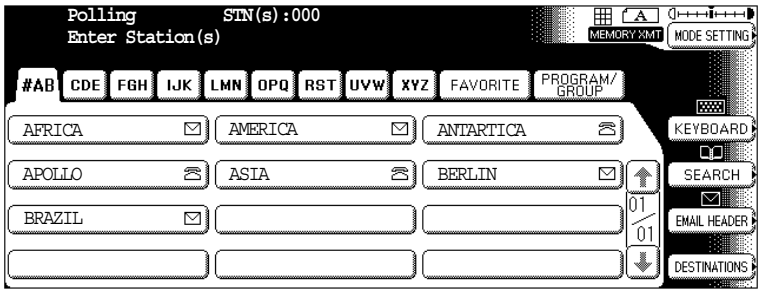 Polling STN(s):000
Enter Station(s)
A
MEMORY XMT
MODE SETTING
#AB CDE FGH IJK LMN OPQ RST UVW XYZ FAVORITE PROGRAM/
GROUP
AFRICA AMERICA ANTARTICA
KEYBOARD
APOLLO ASIA BERLIN
SEARCH
BRAZIL
01
EMAIL HEADER
01
DESTINATIONS